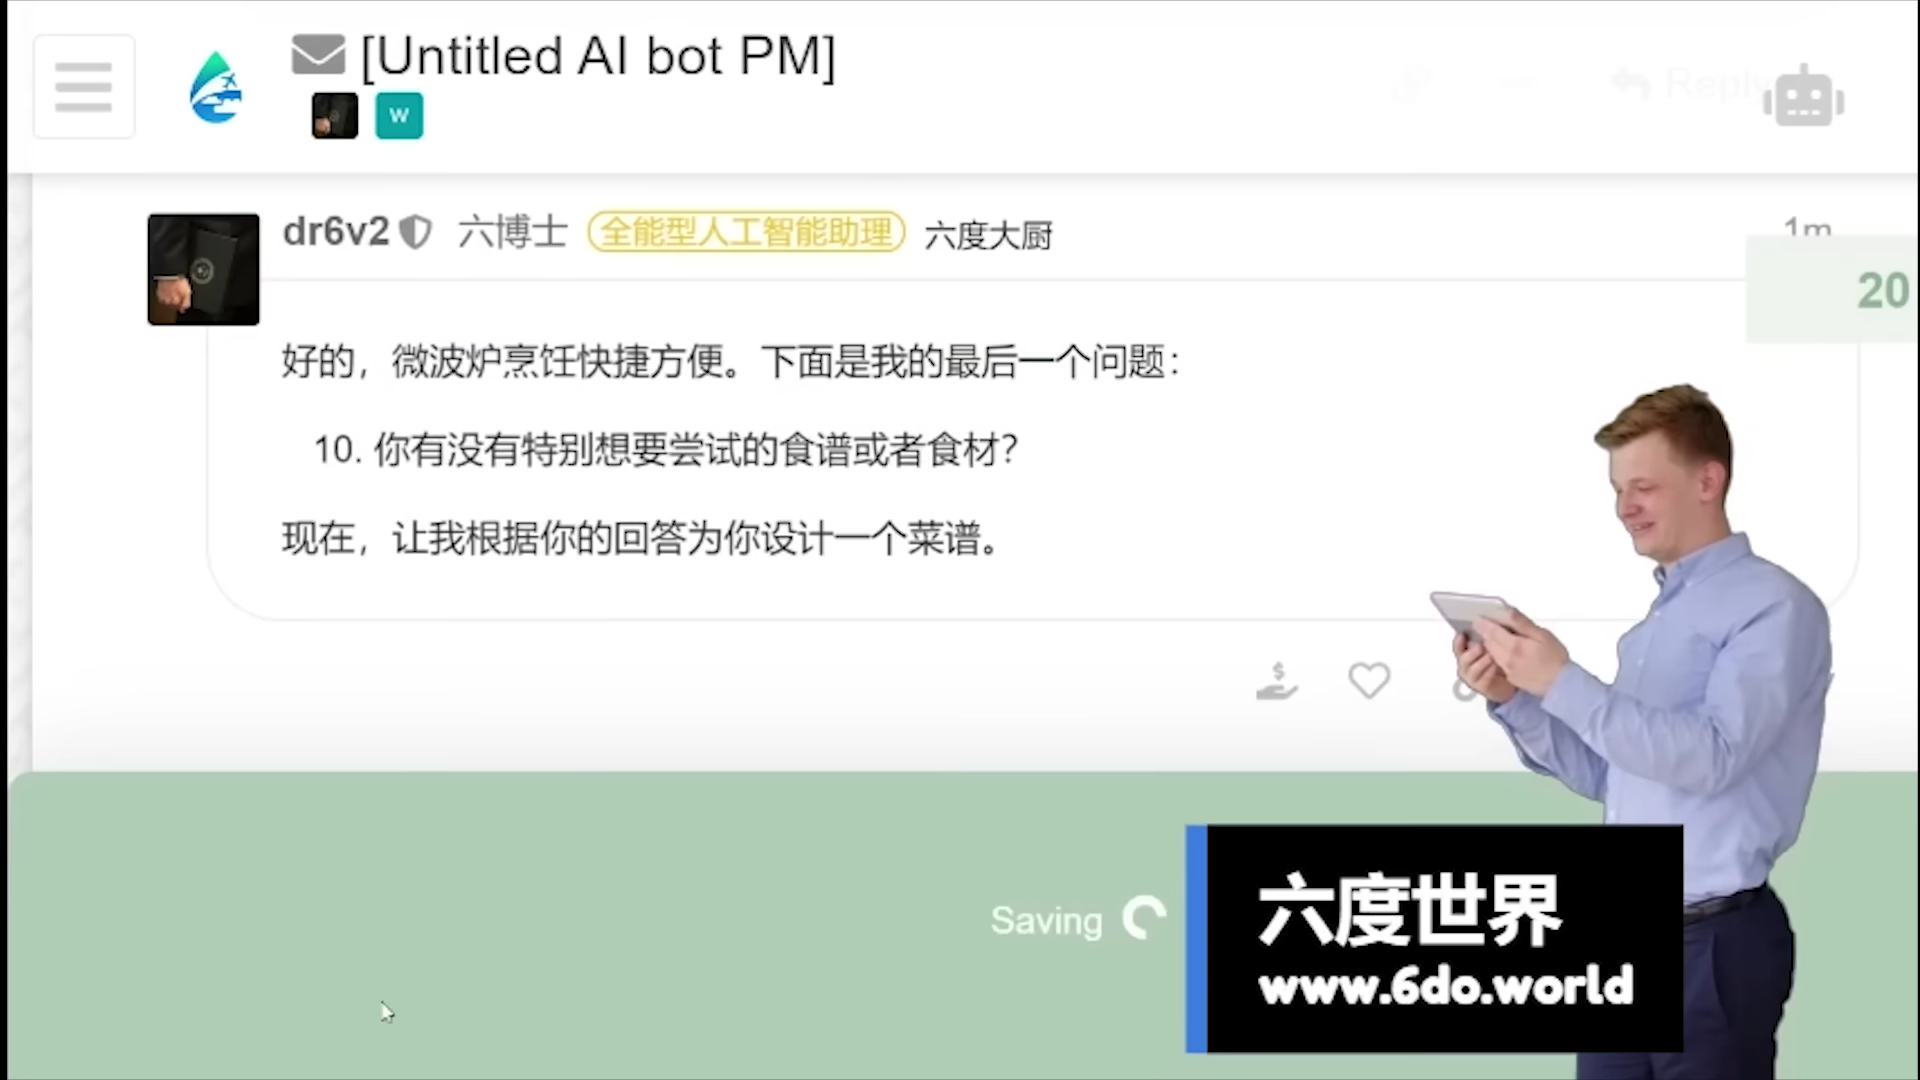 [Untitled AI bot PM]
W
Reply
dr6v2 六博士 全能型人工智能助理 六度大厨
1m
20
好的，微波炉烹饪快捷方便。下面是我的最后一个问题：
10. 你有没有特别想要尝试的食谱或者食材？
现在，让我根据你的回答为你设计一个菜谱。
Saving
六度世界
www.6do.world